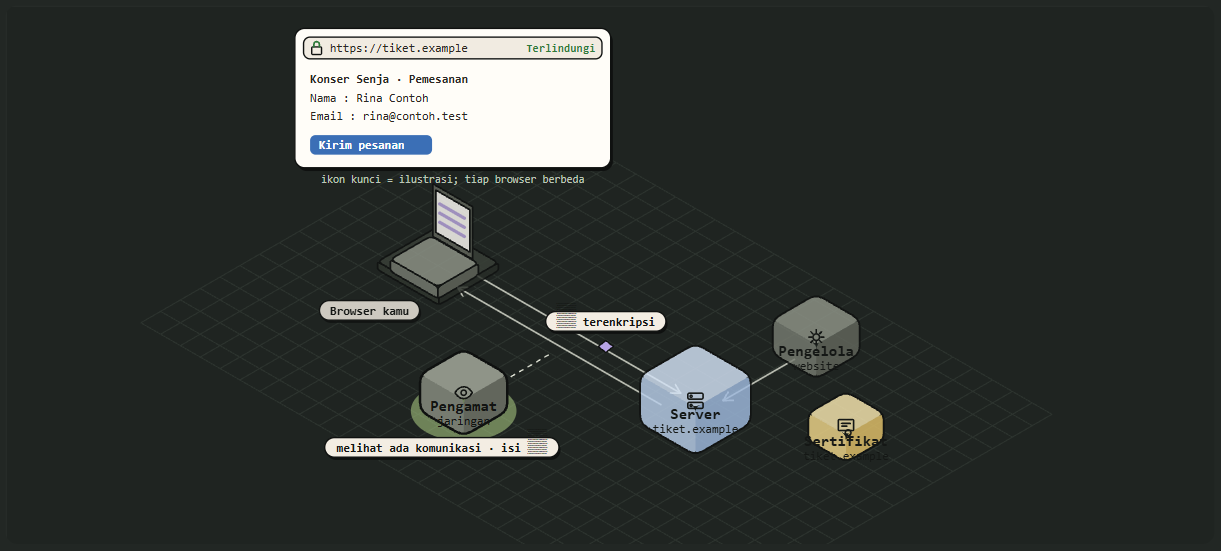 https://tiket.example
Terlindungi
Konser Senja · Pemesanan
Nama : Rina Contoh
Email : rina@contoh.test
Kirim pesanan
ikon kunci = ilustrasi; tiap browser berbeda
Browser kamu
terenkripsi
Pengelola
website
Pengamat
jaringan
Server
tiket.example
Sertifikat
tiket.example
melihat ada komunikasi · isi